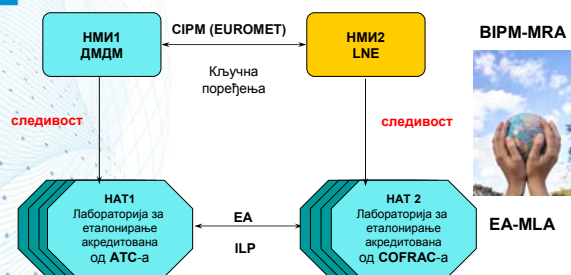 НМИ1
ДМДМ
CIPM (EUROMET)
НМИ2
LNE
BIPM-MRA
Кључна
поређења
следивост
следивост
НАТ1
Лабораторија за
еталонирање
акредитована
од АТС-а
ЕА
ILP
НАТ 2
Лабораторија за
еталонирање
акредитована
од COFRAC-а
EA-MLA